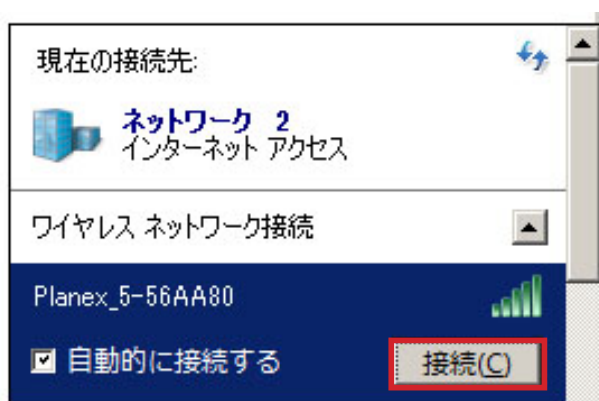 現在の接続先:
ネットワーク 2
インターネット アクセス
ワイヤレス ネットワーク接続
Planex_5-56AA80
自動的に接続する
接続(C)